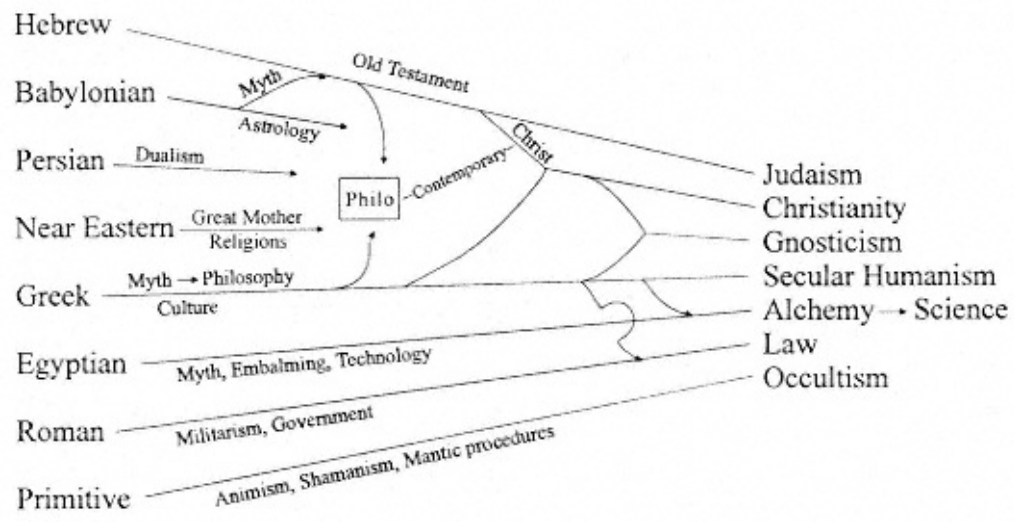 Hebrew
Old Testament
Myth
Babylonian
Astrology
Christ
Persian
Dualism
Contemporary
Philo
Judaism
Christianity
Near Eastern
Great Mother
Religions
Gnosticism
Myth → Philosophy
Greek
Culture
Secular Humanism
Alchemy → Science
Egyptian
Myth, Embalming, Technology
Law
Occultism
Roman
Militarism, Government
Primitive
Animism, Shamanism, Mantic procedures